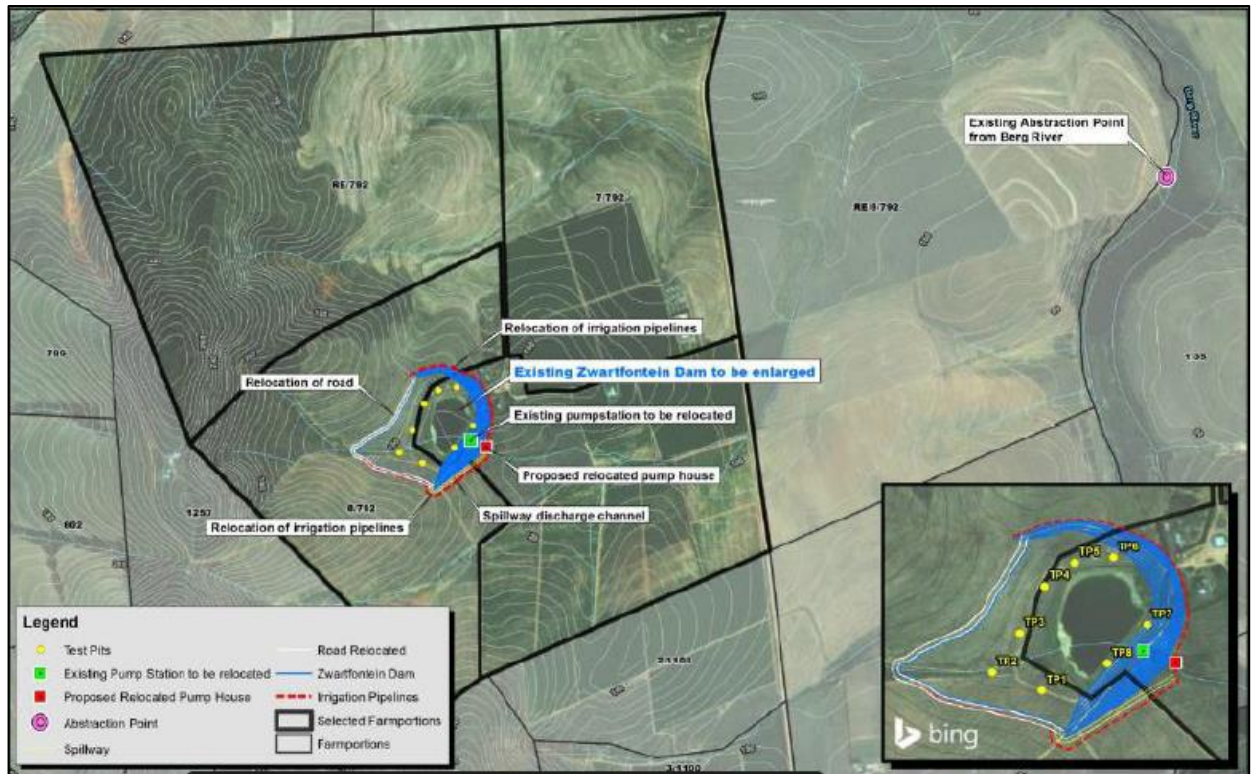 Berg River
Existing Abstraction Point
from Berg River
RE/792
7/792
RE/6/792
Relocation of irrigation pipelines
Existing Zwartfontein Dam to be enlarged
Relocation of road
Existing pumpstation to be relocated
Proposed relocated pump house
Spillway discharge channel
Relocation of irrigation pipelines
8/792
1257
802
Legend
Test Pits
Existing Pump Station to be relocated
Proposed Relocated Pump House
Abstraction Point
Spillway
Road Relocated
Zwartfontein Dam
Irrigation Pipelines
Selected Farmportions
Farmportions
TP6
TP5
TP4
TP7
TP3
TP8
TP2
TP1
bing